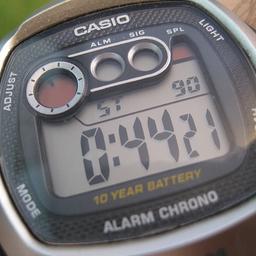 CASIO
ALM SIG SPL
ADJUST
LIGHT
ST 90
0:44 21
MODE
10 YEAR BATTERY
ALARM CHRONO